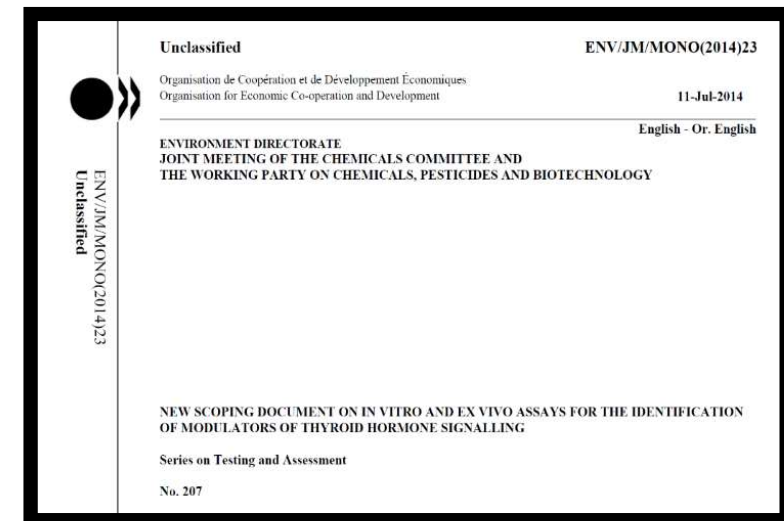 Unclassified ENV/JM/MONO(2014)23
Organisation de Coopération et de Développement Économiques
Organisation for Economic Co-operation and Development 11-Jul-2014
English - Or. English
ENVIRONMENT DIRECTORATE
JOINT MEETING OF THE CHEMICALS COMMITTEE AND
THE WORKING PARTY ON CHEMICALS, PESTICIDES AND BIOTECHNOLOGY
ENV/JM/MONO(2014)23
Unclassified
NEW SCOPING DOCUMENT ON IN VITRO AND EX VIVO ASSAYS FOR THE IDENTIFICATION
OF MODULATORS OF THYROID HORMONE SIGNALLING
Series on Testing and Assessment
No. 207